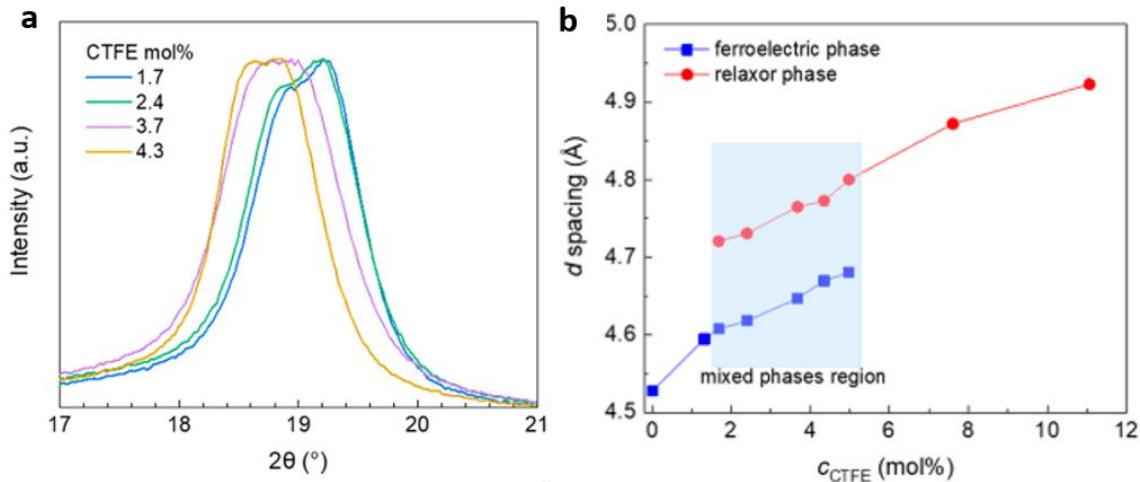 a
CTFE mol%
1.7
2.4
3.7
4.3
Intensity (a.u.)
17 18 19 20 21
2θ (°)
b
5.0
4.9
4.8
4.7
4.6
4.5
d spacing (Å)
ferroelectric phase
relaxor phase
mixed phases region
0 2 4 6 8 10 12
cCTFE (mol%)